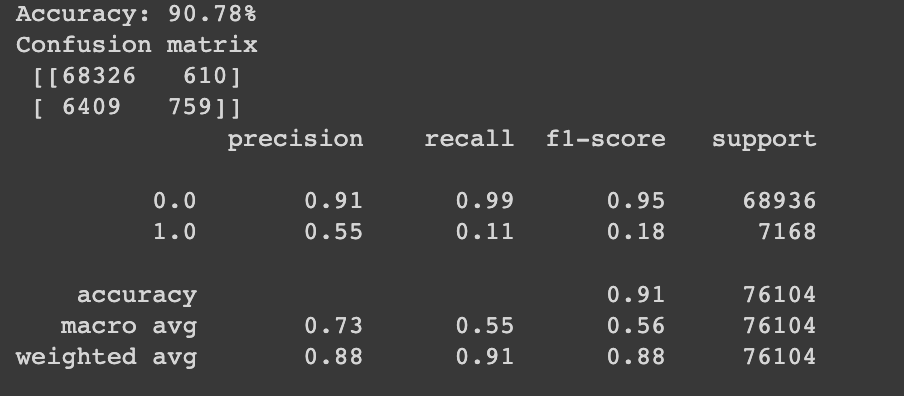 Accuracy: 90.78%
Confusion matrix
[[68326 610]
[ 6409 759]]
precision recall f1-score support
0.0 0.91 0.99 0.95 68936
1.0 0.55 0.11 0.18 7168
accuracy 0.91 76104
macro avg 0.73 0.55 0.56 76104
weighted avg 0.88 0.91 0.88 76104